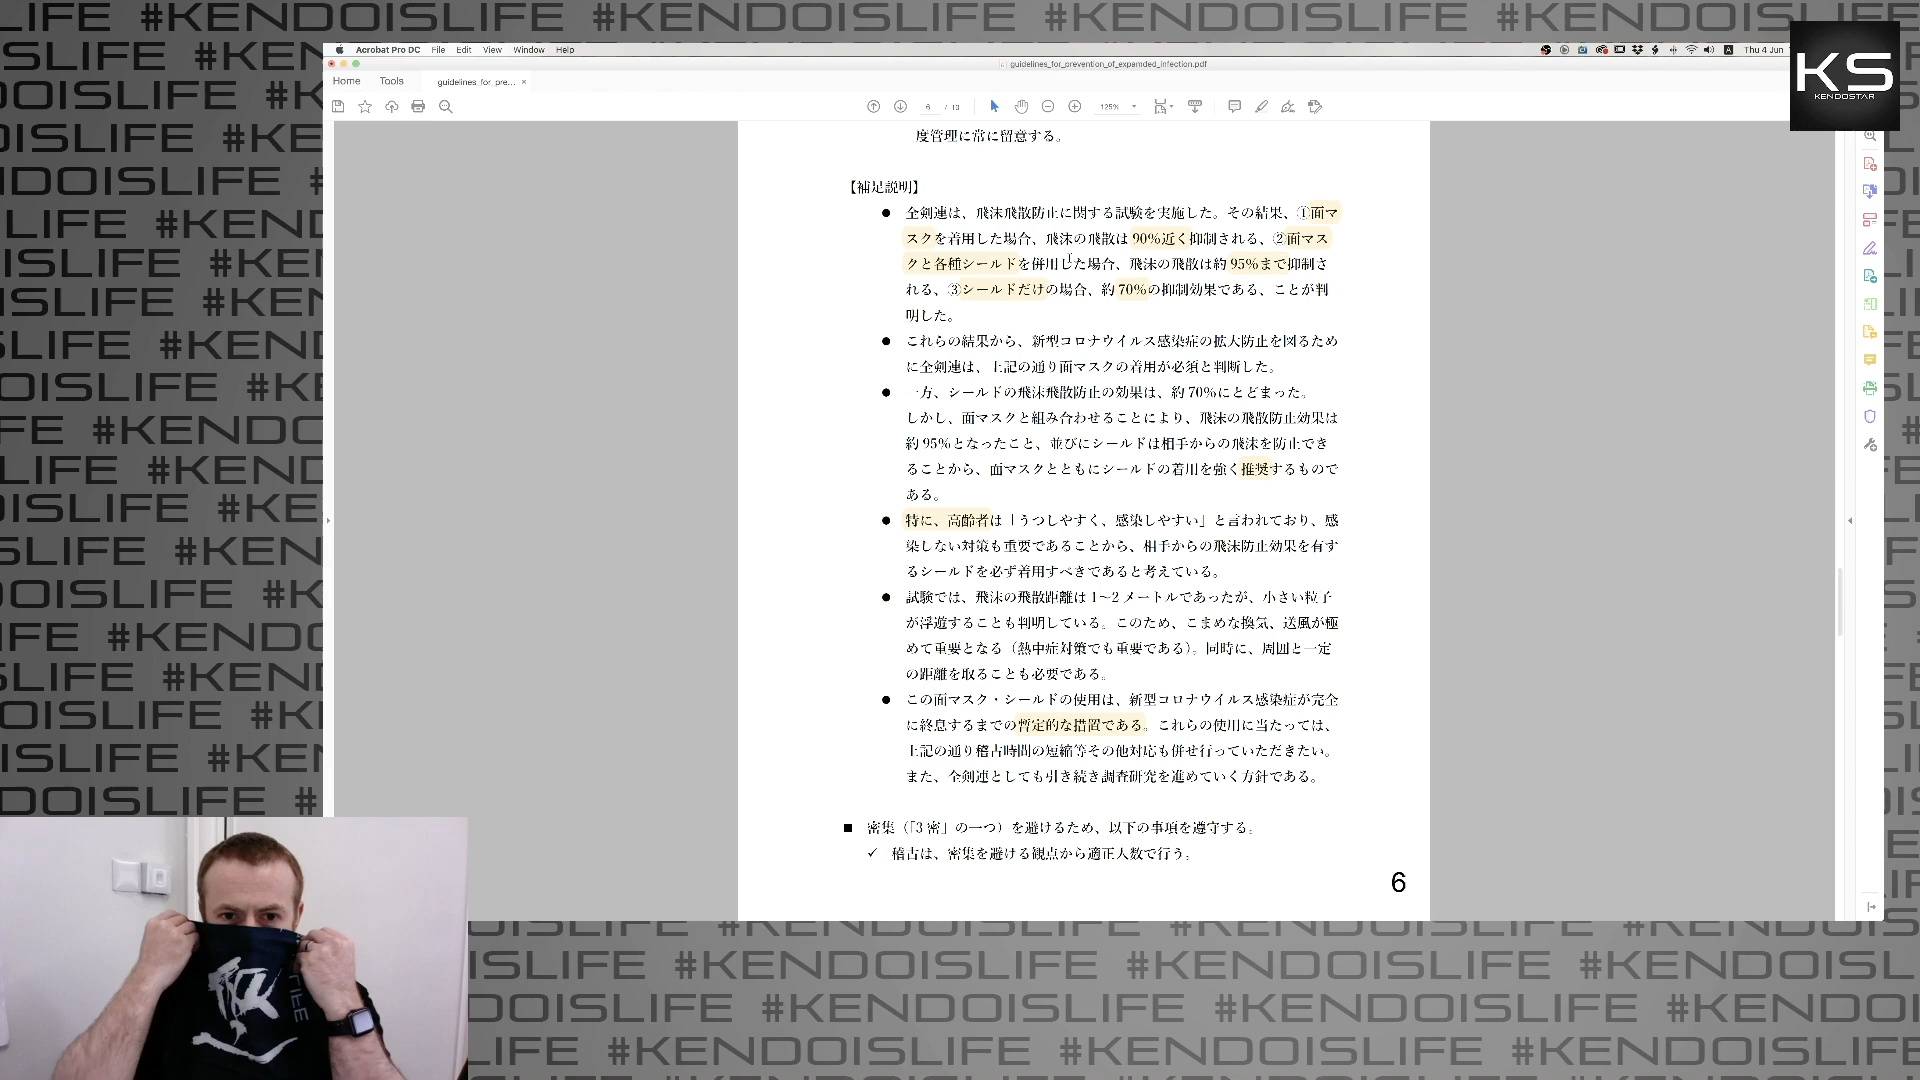 #KENDOISLIFE #KENDOISLIFE #KENDOISLIFE
KS
KENDOSTAR
Acrobat Pro DC File Edit View Window Help
Thu 4 Jun
guidelines_for_prevention_of_expamded_infection.pdf
Home Tools guidelines_for_pre... ×
6 / 13 125%
度管理に常に留意する。
【補足説明】
● 全剣連は、飛沫飛散防止に関する試験を実施した。その結果、①面マ
スクを着用した場合、飛沫の飛散は 90％近く抑制される、②面マス
クと各種シールドを併用した場合、飛沫の飛散は約 95％まで抑制さ
れる、③シールドだけの場合、約 70％の抑制効果である、ことが判
明した。
● これらの結果から、新型コロナウイルス感染症の拡大防止を図るため
に全剣連は、上記の通り面マスクの着用が必須と判断した。
● 一方、シールドの飛沫飛散防止の効果は、約 70％にとどまった。
しかし、面マスクと組み合わせることにより、飛沫の飛散防止効果は
約 95％となったこと、並びにシールドは相手からの飛沫を防止でき
ることから、面マスクとともにシールドの着用を強く推奨するもので
ある。
● 特に、高齢者は「うつしやすく、感染しやすい」と言われており、感
染しない対策も重要であることから、相手からの飛沫防止効果を有す
るシールドを必ず着用すべきであると考えている。
● 試験では、飛沫の飛散距離は 1～2 メートルであったが、小さい粒子
が浮遊することも判明している。このため、こまめな換気、送風が極
めて重要となる（熱中症対策でも重要である）。同時に、周囲と一定
の距離を取ることも必要である。
● この面マスク・シールドの使用は、新型コロナウイルス感染症が完全
に終息するまでの暫定的な措置である。これらの使用に当たっては、
上記の通り稽古時間の短縮等その他対応も併せ行っていただきたい。
また、全剣連としても引き続き調査研究を進めていく方針である。
■ 密集（「3 密」の一つ）を避けるため、以下の事項を遵守する。
✓ 稽古は、密集を避ける観点から適正人数で行う。
6